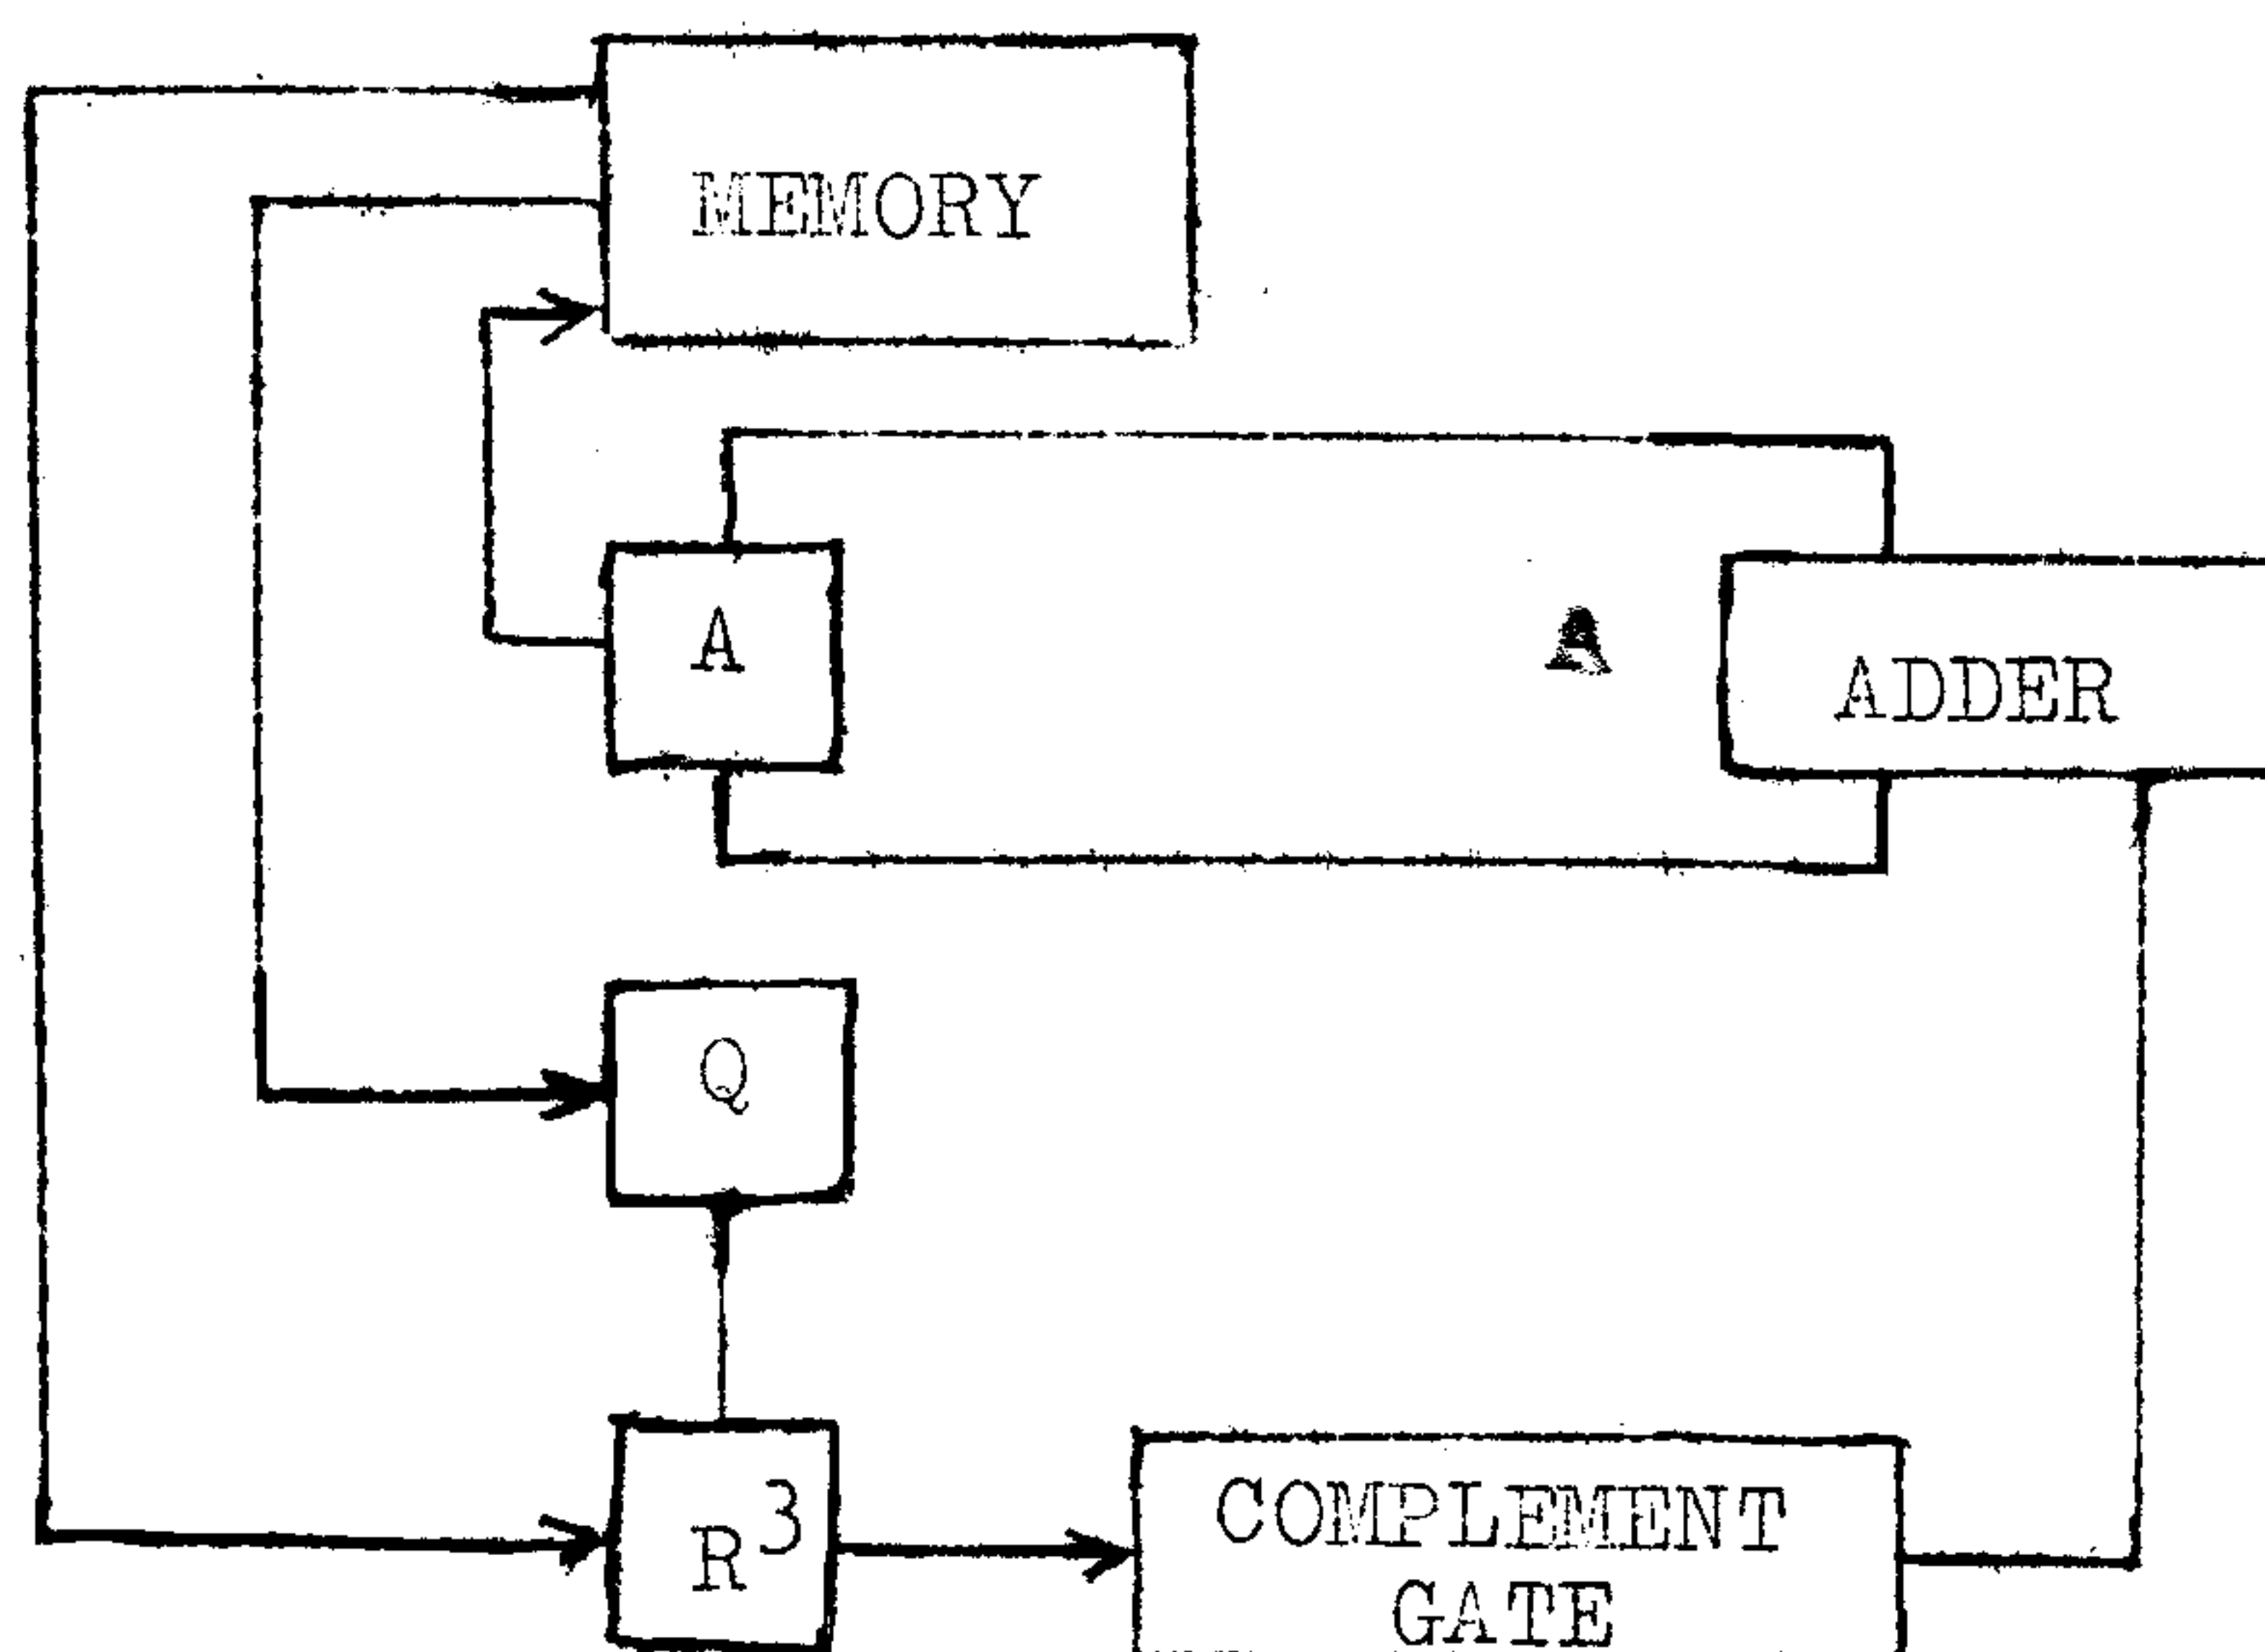 MEMORY
A
A
ADDER
Q
R³
COMPLEMENT
GATE